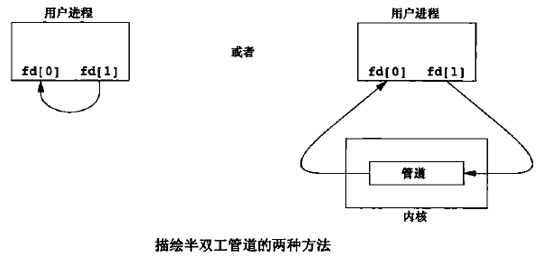 用户进程
fd[0] fd[1]
或者
用户进程
fd[0] fd[1]
管道
内核
描绘半双工管道的两种方法